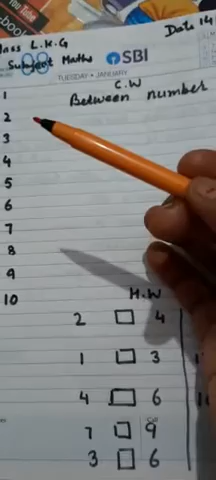 YouTube
Date 14
Class L.K.G
Subject Maths SBI
TUESDAY • JANUARY
C.W
Between number
1
2
3
4
5
6
7
8
9
10
H.W
2 □ 4
1 □ 3
4 □ 6
7 □ 9
3 □ 6